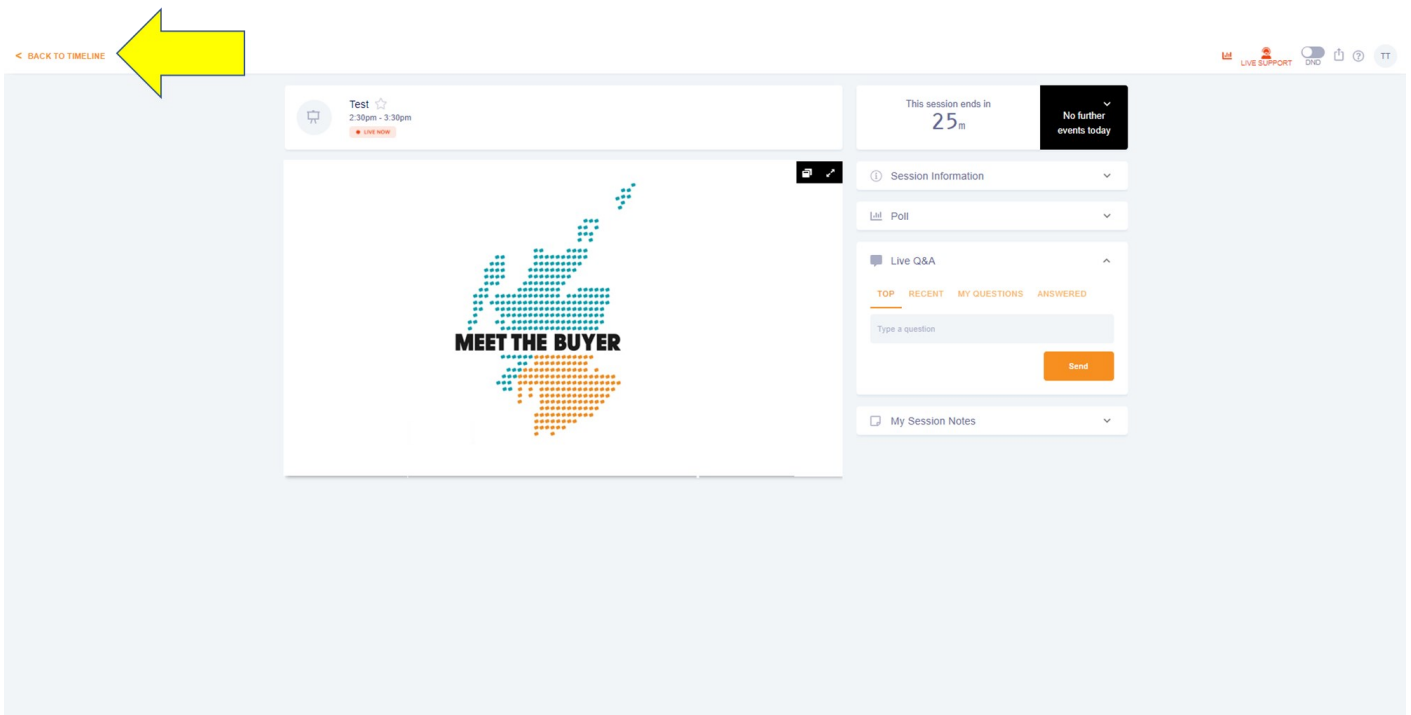 < BACK TO TIMELINE
LIVE SUPPORT
DND
TT
Test
2:30pm - 3:30pm
LIVE NOW
This session ends in
25m
No further
events today
Session Information
Poll
Live Q&A
TOP RECENT MY QUESTIONS ANSWERED
Type a question
Send
My Session Notes
MEET THE BUYER